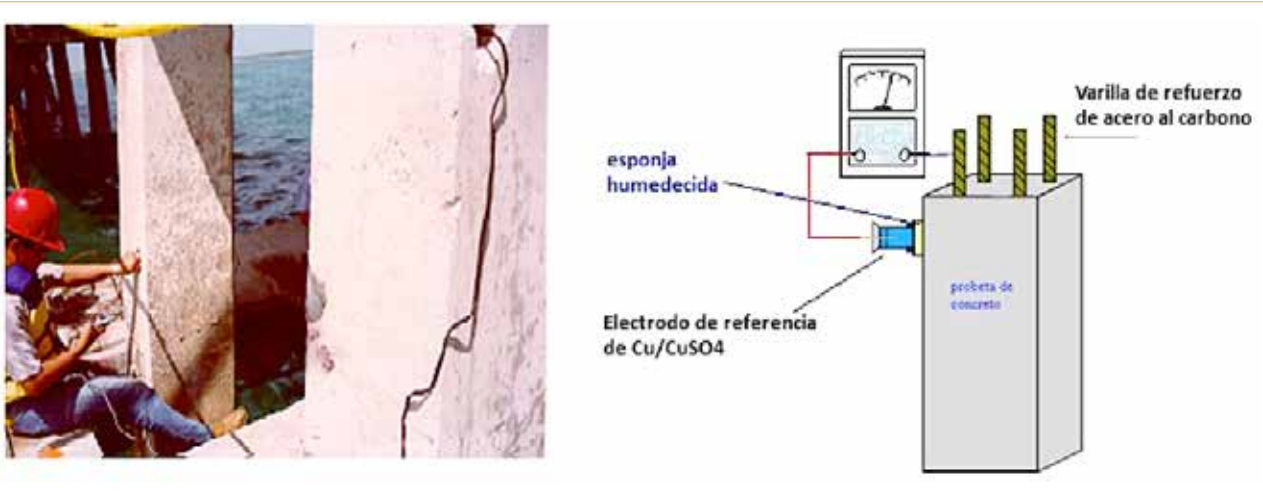 Varilla de refuerzo
de acero al carbono
esponja
humedecida
probeta de
concreto
Electrodo de referencia
de Cu/CuSO4